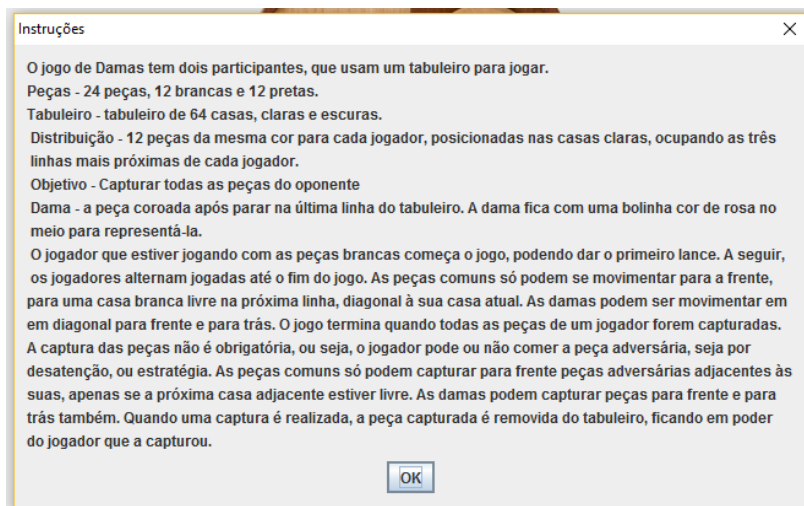 Instruções
O jogo de Damas tem dois participantes, que usam um tabuleiro para jogar.
Peças - 24 peças, 12 brancas e 12 pretas.
Tabuleiro - tabuleiro de 64 casas, claras e escuras.
Distribuição - 12 peças da mesma cor para cada jogador, posicionadas nas casas claras, ocupando as três
linhas mais próximas de cada jogador.
Objetivo - Capturar todas as peças do oponente
Dama - a peça coroada após parar na última linha do tabuleiro. A dama fica com uma bolinha cor de rosa no
meio para representá-la.
O jogador que estiver jogando com as peças brancas começa o jogo, podendo dar o primeiro lance. A seguir,
os jogadores alternam jogadas até o fim do jogo. As peças comuns só podem se movimentar para a frente,
para uma casa branca livre na próxima linha, diagonal à sua casa atual. As damas podem ser movimentar em
em diagonal para frente e para trás. O jogo termina quando todas as peças de um jogador forem capturadas.
A captura das peças não é obrigatória, ou seja, o jogador pode ou não comer a peça adversária, seja por
desatenção, ou estratégia. As peças comuns só podem capturar para frente peças adversárias adjacentes às
suas, apenas se a próxima casa adjacente estiver livre. As damas podem capturar peças para frente e para
trás também. Quando uma captura é realizada, a peça capturada é removida do tabuleiro, ficando em poder
do jogador que a capturou.
OK